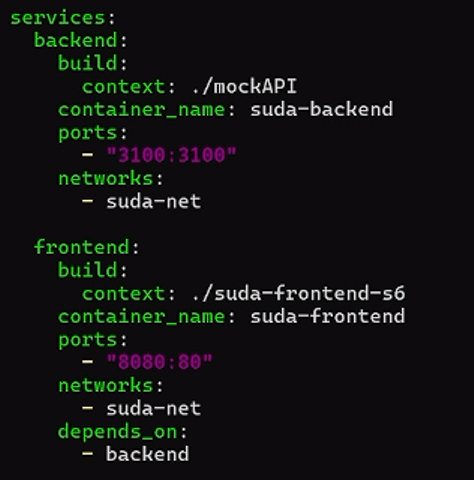 services:
  backend:
    build:
      context: ./mockAPI
    container_name: suda-backend
    ports:
      - "3100:3100"
    networks:
      - suda-net

  frontend:
    build:
      context: ./suda-frontend-s6
    container_name: suda-frontend
    ports:
      - "8080:80"
    networks:
      - suda-net
    depends_on:
      - backend